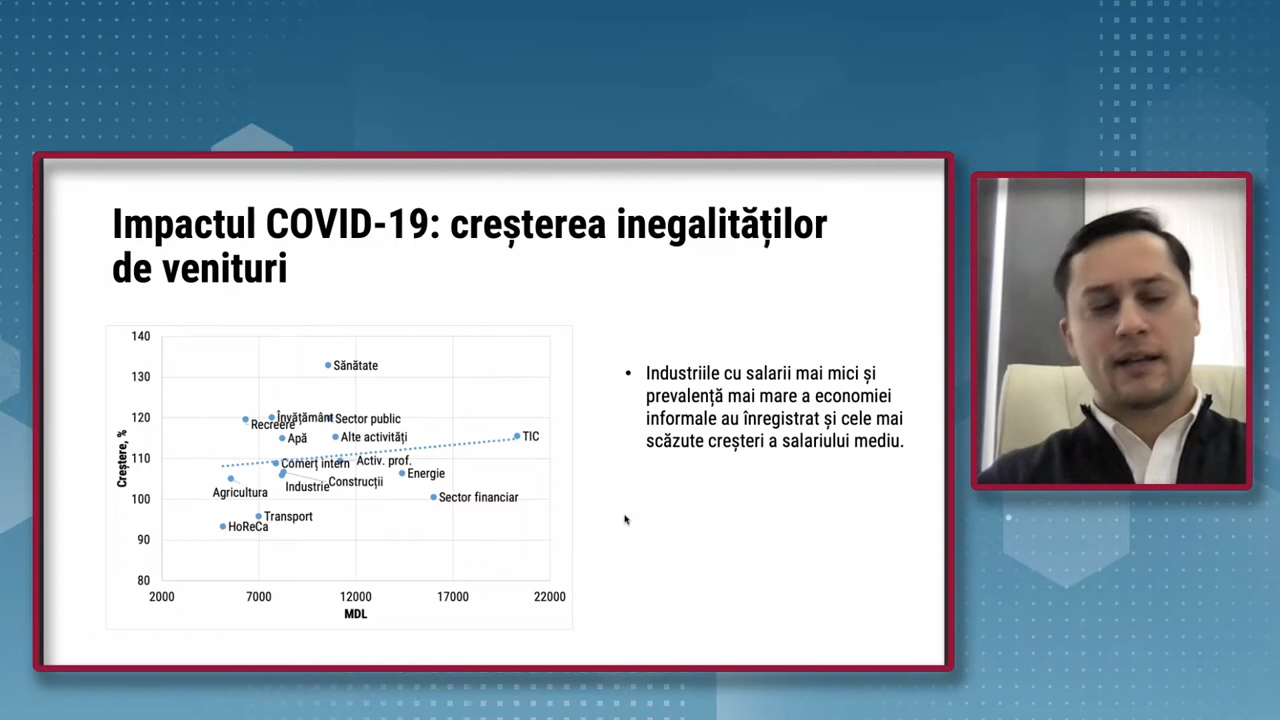 Impactul COVID-19: creșterea inegalităților
de venituri
140
130
120
110
100
90
80
Creștere, %
Sănătate
Învățământ
Sector public
Recreere
Apă
Alte activități
TIC
Comerț intern
Activ. prof.
Energie
Construcții
Industrie
Agricultura
Sector financiar
Transport
HoReCa
2000
7000
12000
17000
22000
MDL
• Industriile cu salarii mai mici și
prevalență mai mare a economiei
informale au înregistrat și cele mai
scăzute creșteri a salariului mediu.